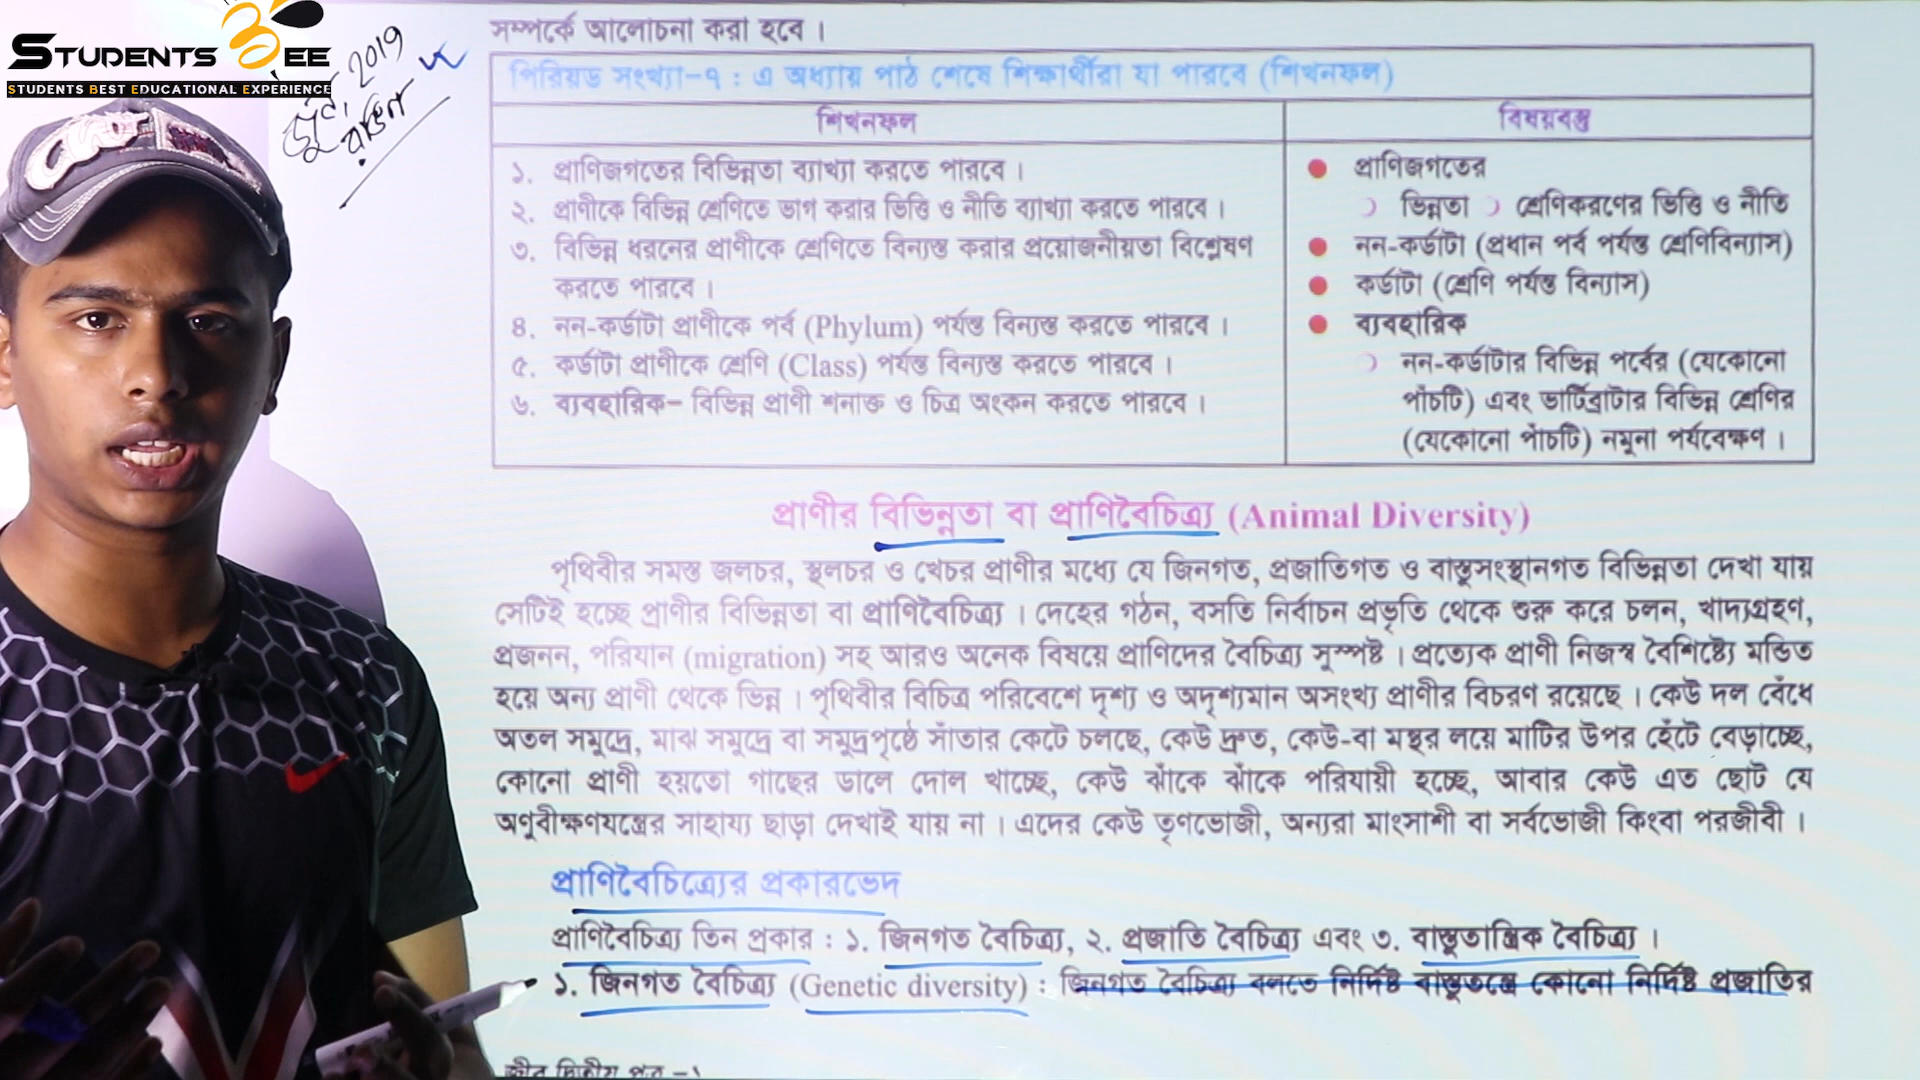 STUDENTS BEE
STUDENTS BEST EDUCATIONAL EXPERIENCE
জুন, 2019
সম্পর্কে আলোচনা করা হবে ।
পিরিয়ড সংখ্যা-৭ : এ অধ্যায় পাঠ শেষে শিক্ষার্থীরা যা পারবে (শিখনফল)
শিখনফল
১. প্রাণিজগতের বিভিন্নতা ব্যাখ্যা করতে পারবে ।
২. প্রাণীকে বিভিন্ন শ্রেণিতে ভাগ করার ভিত্তি ও নীতি ব্যাখ্যা করতে পারবে ।
৩. বিভিন্ন ধরনের প্রাণীকে শ্রেণিতে বিন্যস্ত করার প্রয়োজনীয়তা বিশ্লেষণ
করতে পারবে ।
৪. নন-কর্ডাটা প্রাণীকে পর্ব (Phylum) পর্যন্ত বিন্যস্ত করতে পারবে ।
৫. কর্ডাটা প্রাণীকে শ্রেণি (Class) পর্যন্ত বিন্যস্ত করতে পারবে ।
৬. ব্যবহারিক– বিভিন্ন প্রাণী শনাক্ত ও চিত্র অংকন করতে পারবে ।
বিষয়বস্তু
প্রাণিজগতের
ভিন্নতা শ্রেণিকরণের ভিত্তি ও নীতি
নন-কর্ডাটা (প্রধান পর্ব পর্যন্ত শ্রেণিবিন্যাস)
কর্ডাটা (শ্রেণি পর্যন্ত বিন্যাস)
ব্যবহারিক
নন-কর্ডাটার বিভিন্ন পর্বের (যেকোনো
পাঁচটি) এবং ভার্টিব্রাটার বিভিন্ন শ্রেণির
(যেকোনো পাঁচটি) নমুনা পর্যবেক্ষণ ।
প্রাণীর বিভিন্নতা বা প্রাণিবৈচিত্র্য (Animal Diversity)
পৃথিবীর সমস্ত জলচর, স্থলচর ও খেচর প্রাণীর মধ্যে যে জিনগত, প্রজাতিগত ও বাস্তুসংস্থানগত বিভিন্নতা দেখা যায়
সেটিই হচ্ছে প্রাণীর বিভিন্নতা বা প্রাণিবৈচিত্র্য । দেহের গঠন, বসতি নির্বাচন প্রভৃতি থেকে শুরু করে চলন, খাদ্যগ্রহণ,
প্রজনন, পরিযান (migration) সহ আরও অনেক বিষয়ে প্রাণিদের বৈচিত্র্য সুস্পষ্ট । প্রত্যেক প্রাণী নিজস্ব বৈশিষ্ট্যে মন্ডিত
হয়ে অন্য প্রাণী থেকে ভিন্ন । পৃথিবীর বিচিত্র পরিবেশে দৃশ্য ও অদৃশ্যমান অসংখ্য প্রাণীর বিচরণ রয়েছে । কেউ দল বেঁধে
অতল সমুদ্রে, মাঝ সমুদ্রে বা সমুদ্রপৃষ্ঠে সাঁতার কেটে চলছে, কেউ দ্রুত, কেউ-বা মন্থর লয়ে মাটির উপর হেঁটে বেড়াচ্ছে,
কোনো প্রাণী হয়তো গাছের ডালে দোল খাচ্ছে, কেউ ঝাঁকে ঝাঁকে পরিযায়ী হচ্ছে, আবার কেউ এত ছোট যে
অণুবীক্ষণযন্ত্রের সাহায্য ছাড়া দেখাই যায় না । এদের কেউ তৃণভোজী, অন্যরা মাংসাশী বা সর্বভোজী কিংবা পরজীবী ।
প্রাণিবৈচিত্র্যের প্রকারভেদ
প্রাণিবৈচিত্র্য তিন প্রকার : ১. জিনগত বৈচিত্র্য, ২. প্রজাতি বৈচিত্র্য এবং ৩. বাস্তুতান্ত্রিক বৈচিত্র্য ।
১. জিনগত বৈচিত্র্য (Genetic diversity) : জিনগত বৈচিত্র্য বলতে নির্দিষ্ট বাস্তুতন্ত্রে কোনো নির্দিষ্ট প্রজাতির